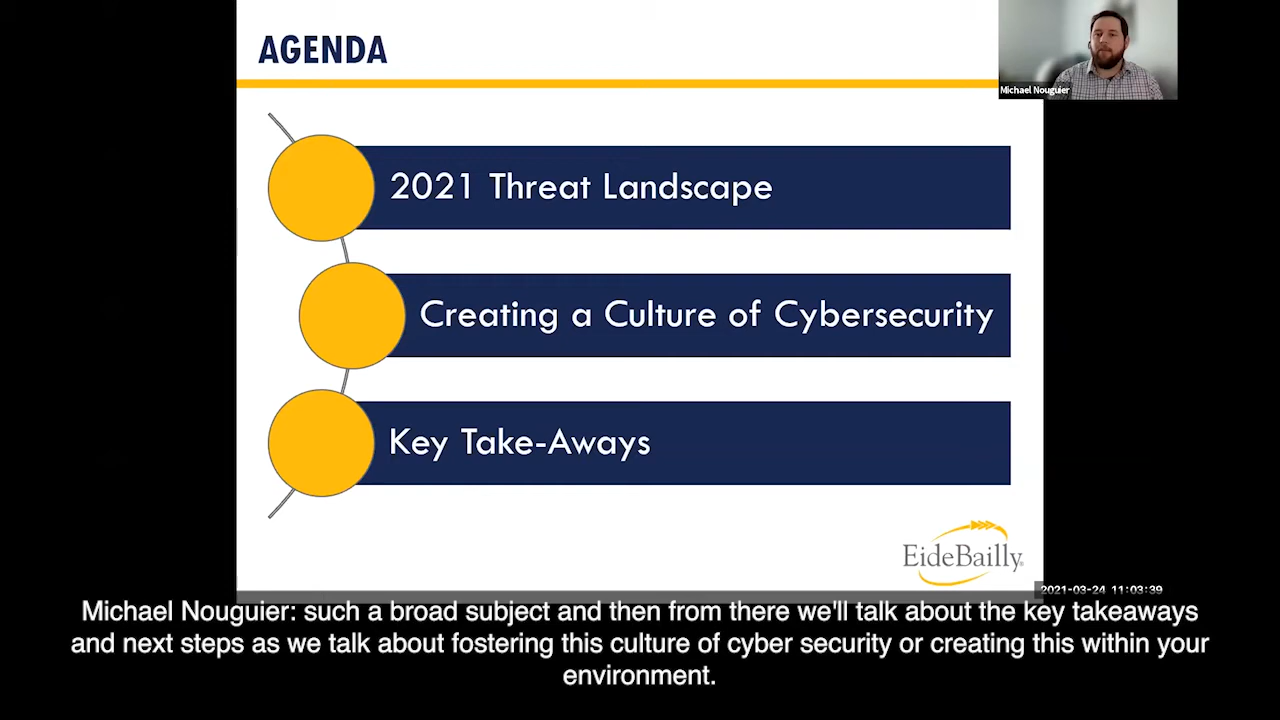 AGENDA
Michael Nouguier
2021 Threat Landscape
Creating a Culture of Cybersecurity
Key Take-Aways
EideBailly®
2021-03-24 11:03:39
Michael Nouguier: such a broad subject and then from there we'll talk about the key takeaways
and next steps as we talk about fostering this culture of cyber security or creating this within your
environment.